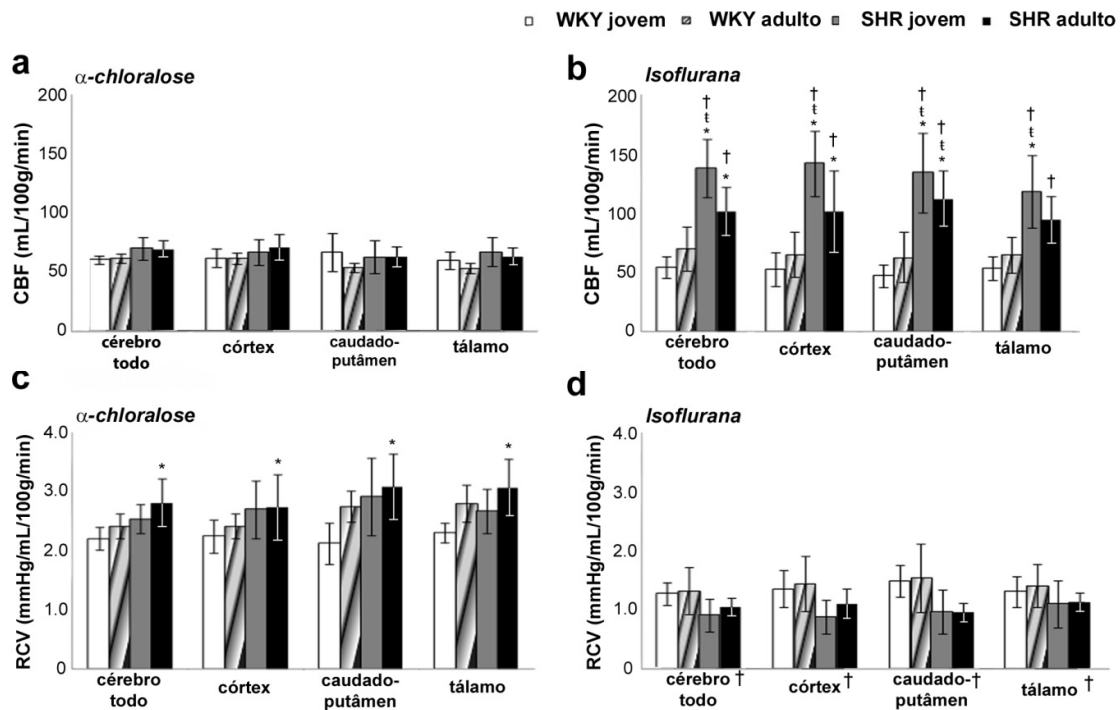 WKY jovem WKY adulto SHR jovem SHR adulto
a
α-chloralose
CBF (mL/100g/min)
200
150
100
50
0
cérebro todo
córtex
caudado-putâmen
tálamo
b
Isoflurana
† ŧ * † * † ŧ * † * † ŧ * † ŧ * † ŧ * †
CBF (mL/100g/min)
200
150
100
50
0
cérebro todo
córtex
caudado-putâmen
tálamo
c
α-chloralose
* * * *
RCV (mmHg/mL/100g/min)
4.0
3.0
2.0
1.0
0
cérebro todo
córtex
caudado-putâmen
tálamo
d
Isoflurana
RCV (mmHg/mL/100g/min)
4.0
3.0
2.0
1.0
0
cérebro † todo
córtex †
caudado-† putâmen
tálamo †